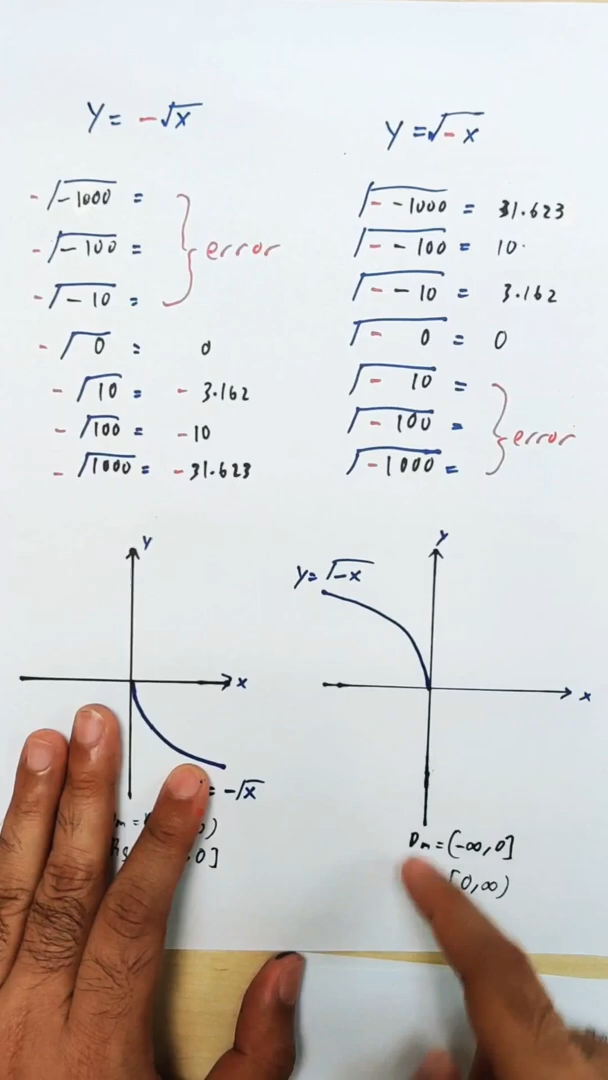 Y = -√x
-√-1000 =
-√-100 =
-√-10 =
error
-√0 = 0
-√10 = - 3.162
-√100 = -10
-√1000 = -31.623
y = √-x
√--1000 = 31.623
√--100 = 10.
√--10 = 3.162
√-0 = 0
√-10 =
√-100 =
√-1000 =
error
y
x
= -√x
0]
y
y = √-x
x
Dm = (-∞, 0]
[0, ∞)